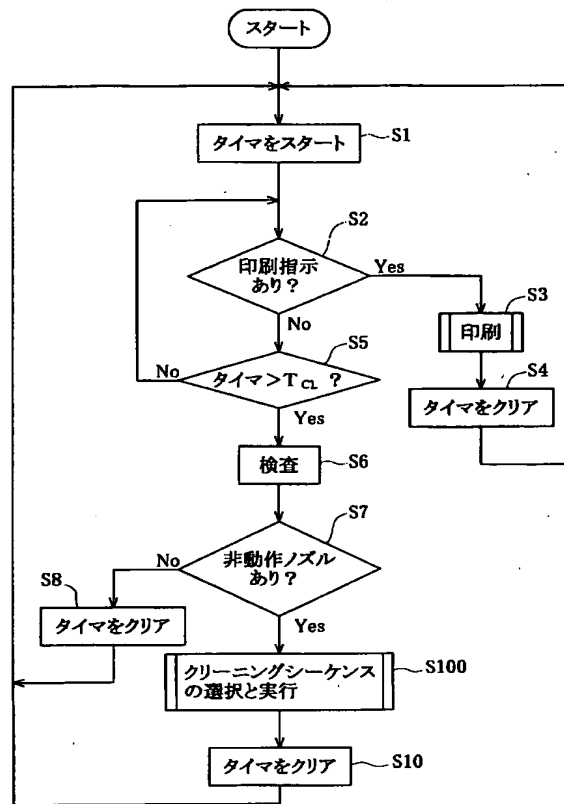 スタート
タイマをスタート
S1
S2
印刷指示
あり?
Yes
No
S3
印刷
S4
タイマをクリア
S5
タイマ>TCL ?
No
Yes
検査
S6
S7
非動作ノズル
あり?
No
Yes
S8
タイマをクリア
クリーニングシーケンス
の選択と実行
S100
タイマをクリア
S10